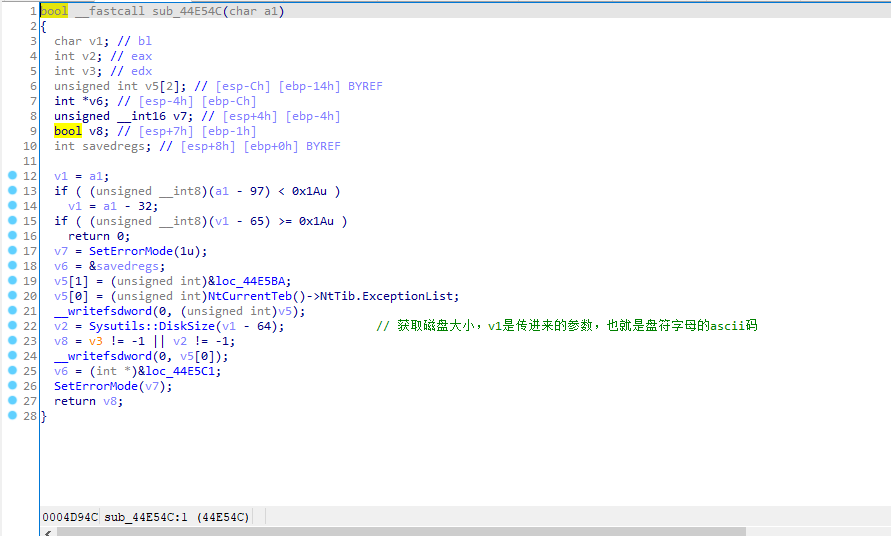 1 bool __fastcall sub_44E54C(char a1)
2 {
3 char v1; // bl
4 int v2; // eax
5 int v3; // edx
6 unsigned int v5[2]; // [esp-Ch] [ebp-14h] BYREF
7 int *v6; // [esp-4h] [ebp-Ch]
8 unsigned __int16 v7; // [esp+4h] [ebp-4h]
9 bool v8; // [esp+7h] [ebp-1h]
10 int savedregs; // [esp+8h] [ebp+0h] BYREF
11
12 v1 = a1;
13 if ( (unsigned __int8)(a1 - 97) < 0x1Au )
14 v1 = a1 - 32;
15 if ( (unsigned __int8)(v1 - 65) >= 0x1Au )
16 return 0;
17 v7 = SetErrorMode(1u);
18 v6 = &savedregs;
19 v5[1] = (unsigned int)&loc_44E5BA;
20 v5[0] = (unsigned int)NtCurrentTeb()->NtTib.ExceptionList;
21 __writefsdword(0, (unsigned int)v5);
22 v2 = Sysutils::DiskSize(v1 - 64); // 获取磁盘大小，v1是传进来的参数，也就是盘符字母的ascii码
23 v8 = v3 != -1 || v2 != -1;
24 __writefsdword(0, v5[0]);
25 v6 = (int *)&loc_44E5C1;
26 SetErrorMode(v7);
27 return v8;
28 }
0004D94C sub_44E54C:1 (44E54C)